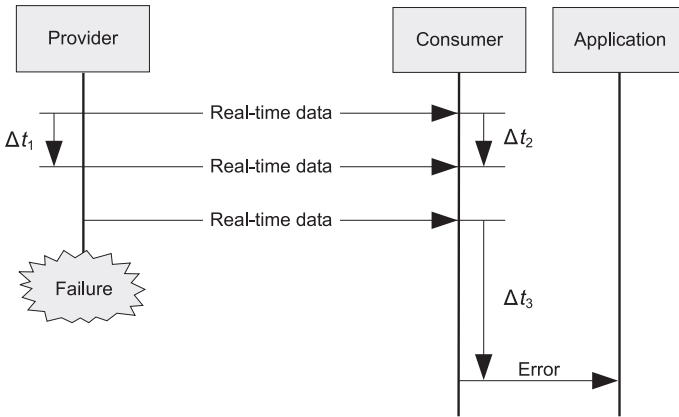 Provider
Consumer
Application
Real-time data
Δt₁
Δt₂
Real-time data
Real-time data
Failure
Δt₃
Error